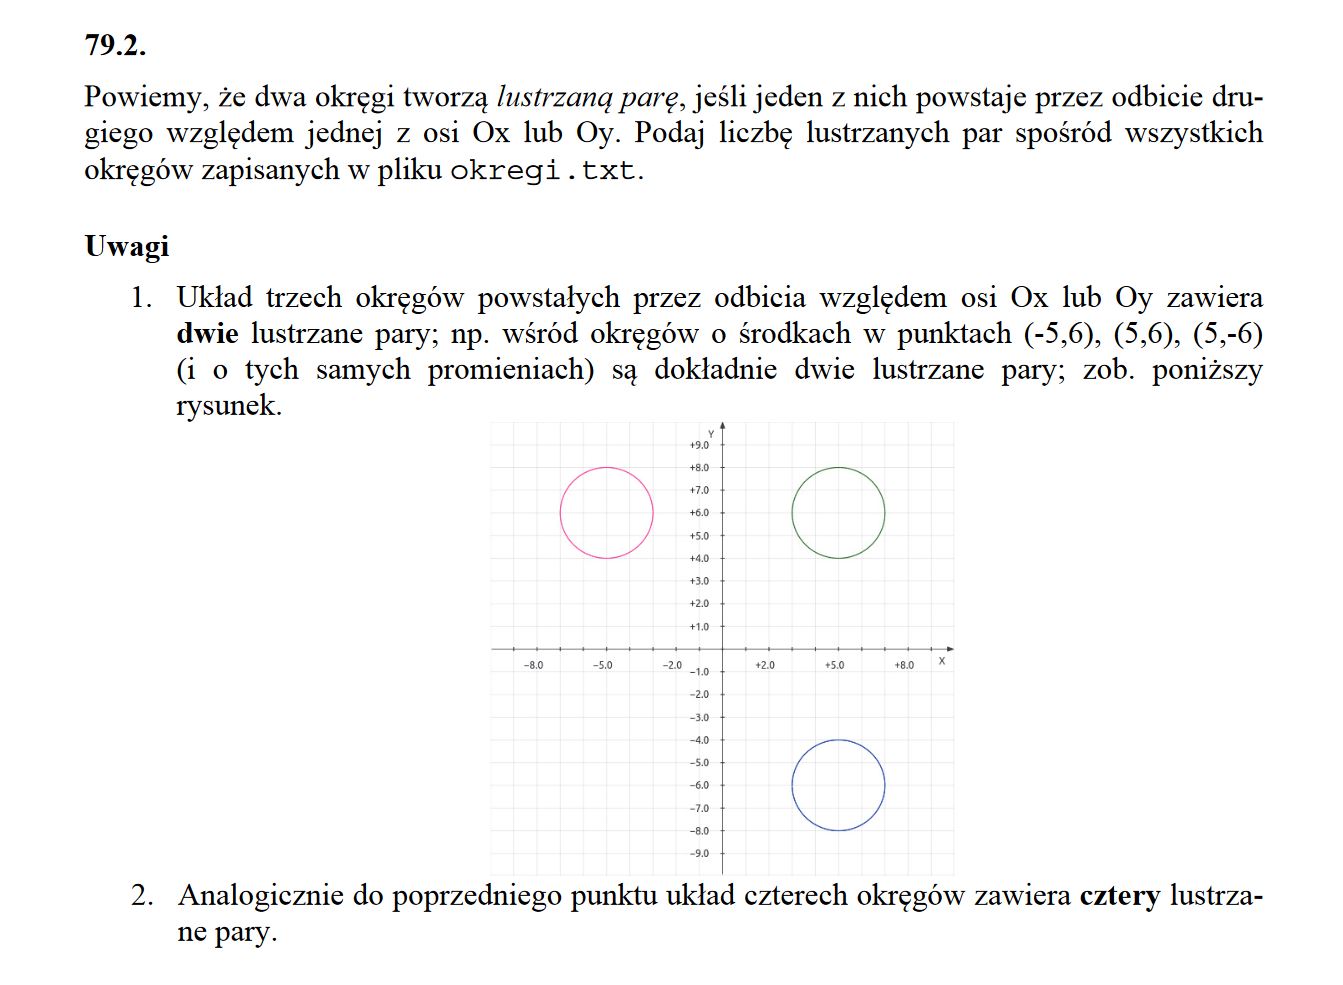 79.2.
Powiemy, że dwa okręgi tworzą lustrzaną parę, jeśli jeden z nich powstaje przez odbicie dru-
giego względem jednej z osi Ox lub Oy. Podaj liczbę lustrzanych par spośród wszystkich
okręgów zapisanych w pliku okregi.txt.
Uwagi
1. Układ trzech okręgów powstałych przez odbicia względem osi Ox lub Oy zawiera
dwie lustrzane pary; np. wśród okręgów o środkach w punktach (-5,6), (5,6), (5,-6)
(i o tych samych promieniach) są dokładnie dwie lustrzane pary; zob. poniższy
rysunek.
Y
+9.0
+8.0
+7.0
+6.0
+5.0
+4.0
+3.0
+2.0
+1.0
−8.0 −5.0 −2.0 +2.0 +5.0 +8.0 X
−1.0
−2.0
−3.0
−4.0
−5.0
−6.0
−7.0
−8.0
−9.0
2. Analogicznie do poprzedniego punktu układ czterech okręgów zawiera cztery lustrza-
ne pary.